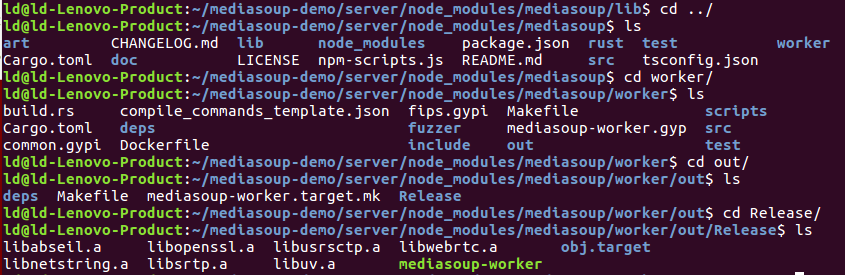 ld@ld-Lenovo-Product:~/mediasoup-demo/server/node_modules/mediasoup/lib$ cd ../
ld@ld-Lenovo-Product:~/mediasoup-demo/server/node_modules/mediasoup$ ls
art CHANGELOG.md lib node_modules package.json rust test worker
Cargo.toml doc LICENSE npm-scripts.js README.md src tsconfig.json
ld@ld-Lenovo-Product:~/mediasoup-demo/server/node_modules/mediasoup$ cd worker/
ld@ld-Lenovo-Product:~/mediasoup-demo/server/node_modules/mediasoup/worker$ ls
build.rs compile_commands_template.json fips.gypi Makefile scripts
Cargo.toml deps fuzzer mediasoup-worker.gyp src
common.gypi Dockerfile include out test
ld@ld-Lenovo-Product:~/mediasoup-demo/server/node_modules/mediasoup/worker$ cd out/
ld@ld-Lenovo-Product:~/mediasoup-demo/server/node_modules/mediasoup/worker/out$ ls
deps Makefile mediasoup-worker.target.mk Release
ld@ld-Lenovo-Product:~/mediasoup-demo/server/node_modules/mediasoup/worker/out$ cd Release/
ld@ld-Lenovo-Product:~/mediasoup-demo/server/node_modules/mediasoup/worker/out/Release$ ls
libabseil.a libopenssl.a libusrsctp.a libwebrtc.a obj.target
libnetstring.a libsrtp.a libuv.a mediasoup-worker